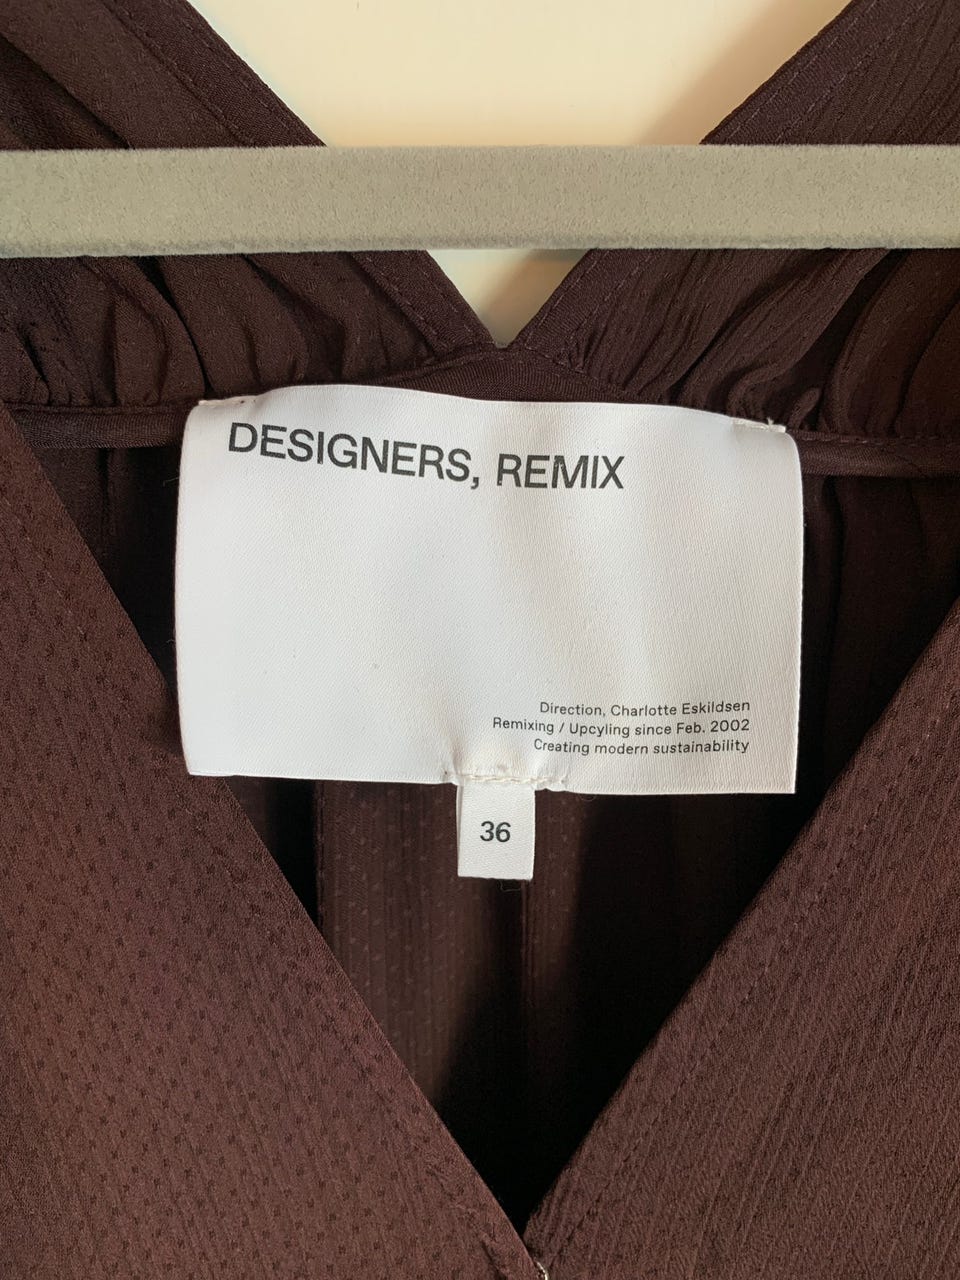 DESIGNERS, REMIX
Direction, Charlotte Eskildsen
Remixing / Upcyling since Feb. 2002
Creating modern sustainability
36